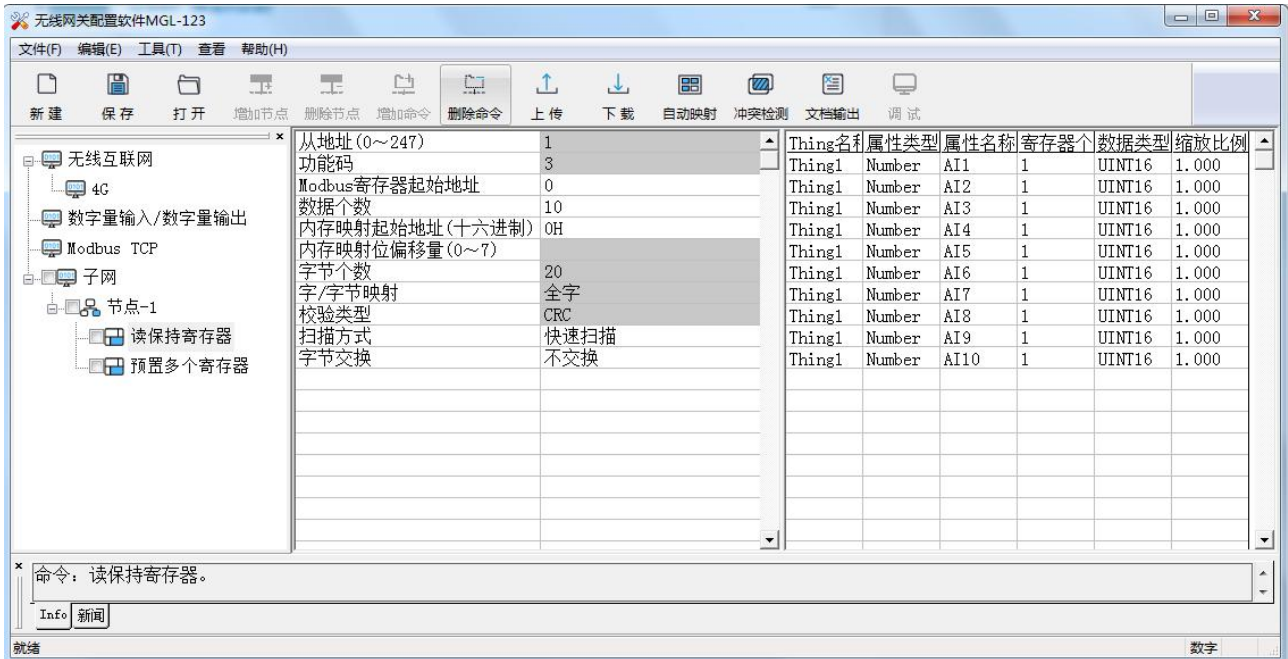 无线网关配置软件MGL-123
文件(F) 编辑(E) 工具(T) 查看 帮助(H)
新建 保存 打开 增加节点 删除节点 增加命令 删除命令 上传 下载 自动映射 冲突检测 文档输出 调试
无线互联网
4G
数字量输入/数字量输出
Modbus TCP
子网
节点-1
读保持寄存器
预置多个寄存器
从地址(0～247) 1
功能码 3
Modbus寄存器起始地址 0
数据个数 10
内存映射起始地址(十六进制) 0H
内存映射位偏移量(0～7)
字节个数 20
字/字节映射 全字
校验类型 CRC
扫描方式 快速扫描
字节交换 不交换
Thing名称 属性类型 属性名称 寄存器个 数据类型 缩放比例
Thing1 Number AI1 1 UINT16 1.000
Thing1 Number AI2 1 UINT16 1.000
Thing1 Number AI3 1 UINT16 1.000
Thing1 Number AI4 1 UINT16 1.000
Thing1 Number AI5 1 UINT16 1.000
Thing1 Number AI6 1 UINT16 1.000
Thing1 Number AI7 1 UINT16 1.000
Thing1 Number AI8 1 UINT16 1.000
Thing1 Number AI9 1 UINT16 1.000
Thing1 Number AI10 1 UINT16 1.000
命令：读保持寄存器。
Info 新闻
就绪 数字